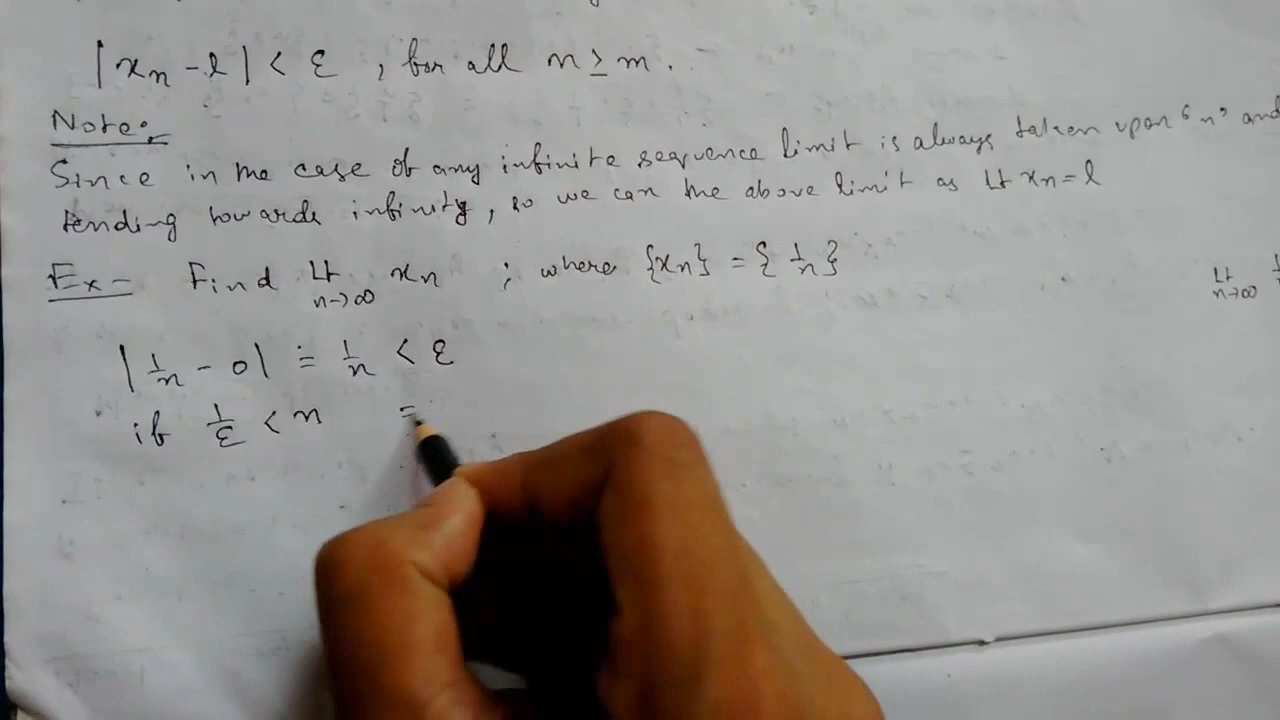 |xn - l| < ε , for all n ≥ m.
Note:
Since in the case of any infinite sequence limit is always taken upon 'n' and
tending towards infinity, so we can the above limit as Lt xn = l
Ex - Find Lt n→∞ xn ; where {xn} = {1/n}
Lt n→∞
|1/n - 0| = 1/n < ε
if 1/ε < n =